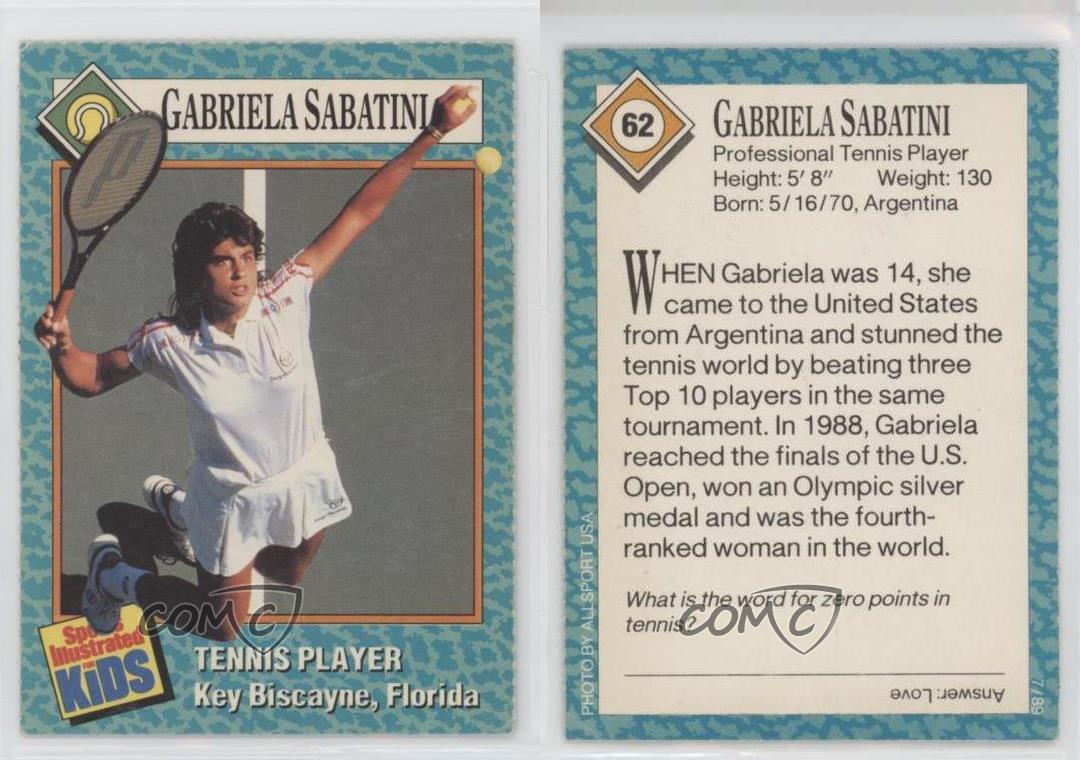 GABRIELA SABATINI
P
Sports
Illustrated
FOR
KIDS
TENNIS PLAYER
Key Biscayne, Florida
COMC
62
GABRIELA SABATINI
Professional Tennis Player
Height: 5' 8" Weight: 130
Born: 5/16/70, Argentina
WHEN Gabriela was 14, she
came to the United States
from Argentina and stunned the
tennis world by beating three
Top 10 players in the same
tournament. In 1988, Gabriela
reached the finals of the U.S.
Open, won an Olympic silver
medal and was the fourth-
ranked woman in the world.
What is the word for zero points in
tennis?
COMC
Answer: Love
PHOTO BY ALLSPORT USA
7/89